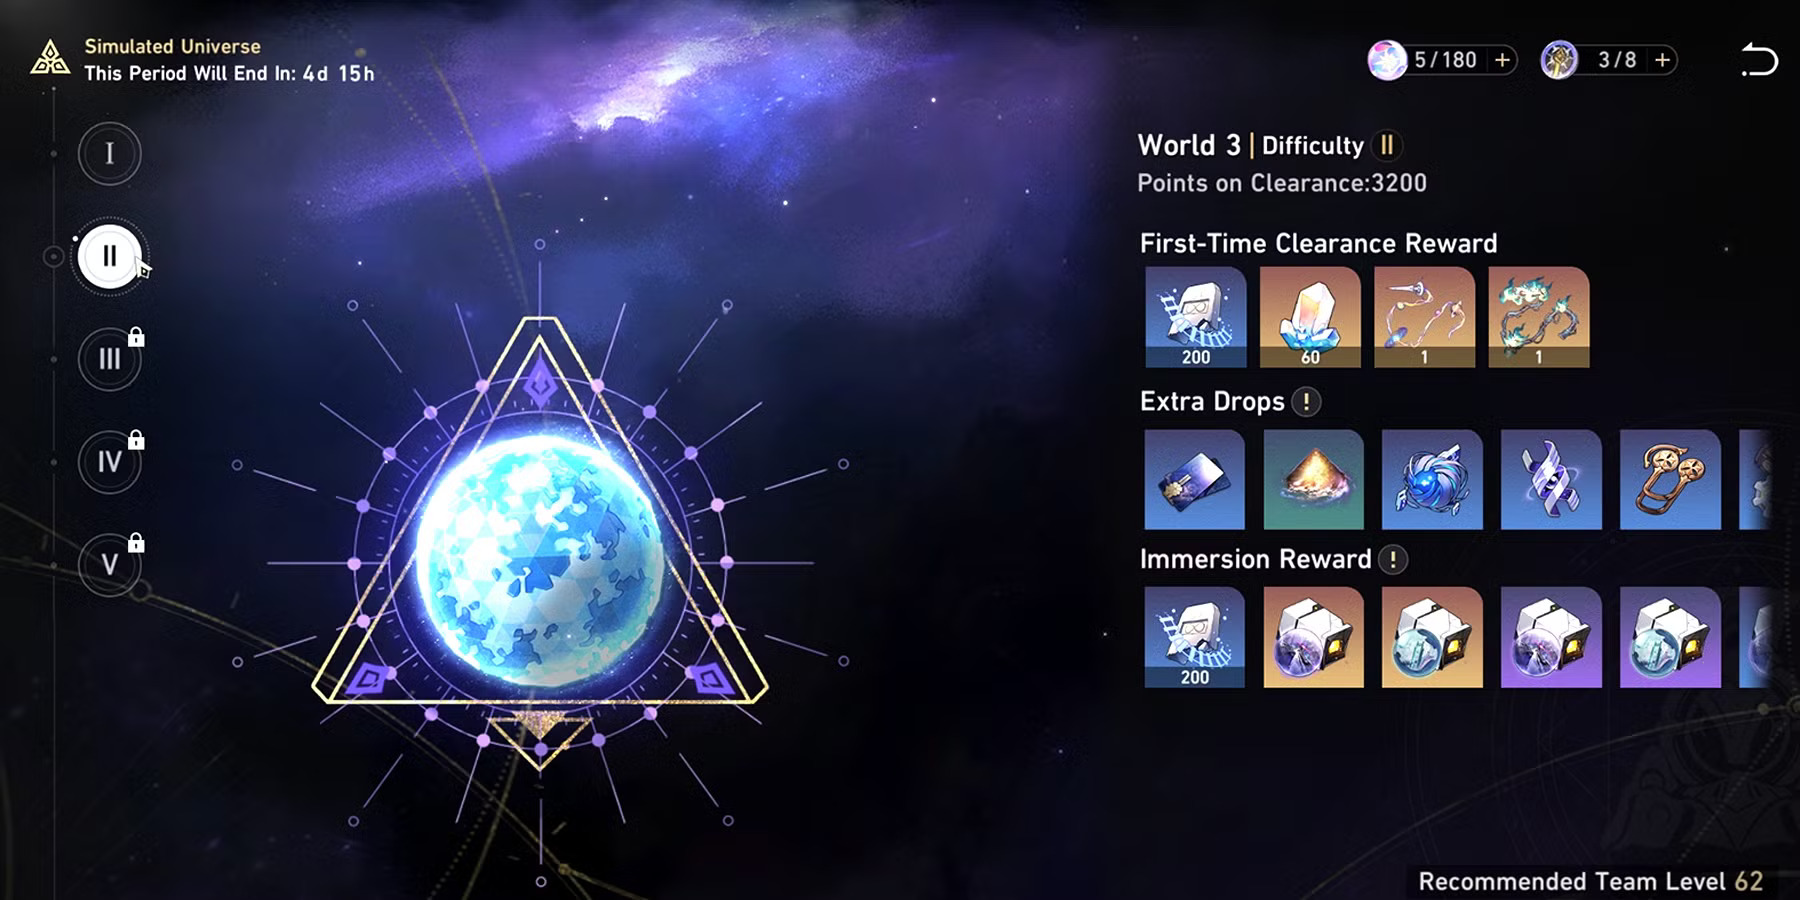 Simulated Universe
This Period Will End In: 4d 15h
5/180
3/8
I
II
III
IV
V
World 3 | Difficulty II
Points on Clearance:3200
First-Time Clearance Reward
200
60
1
1
Extra Drops
Immersion Reward
200
Recommended Team Level 62